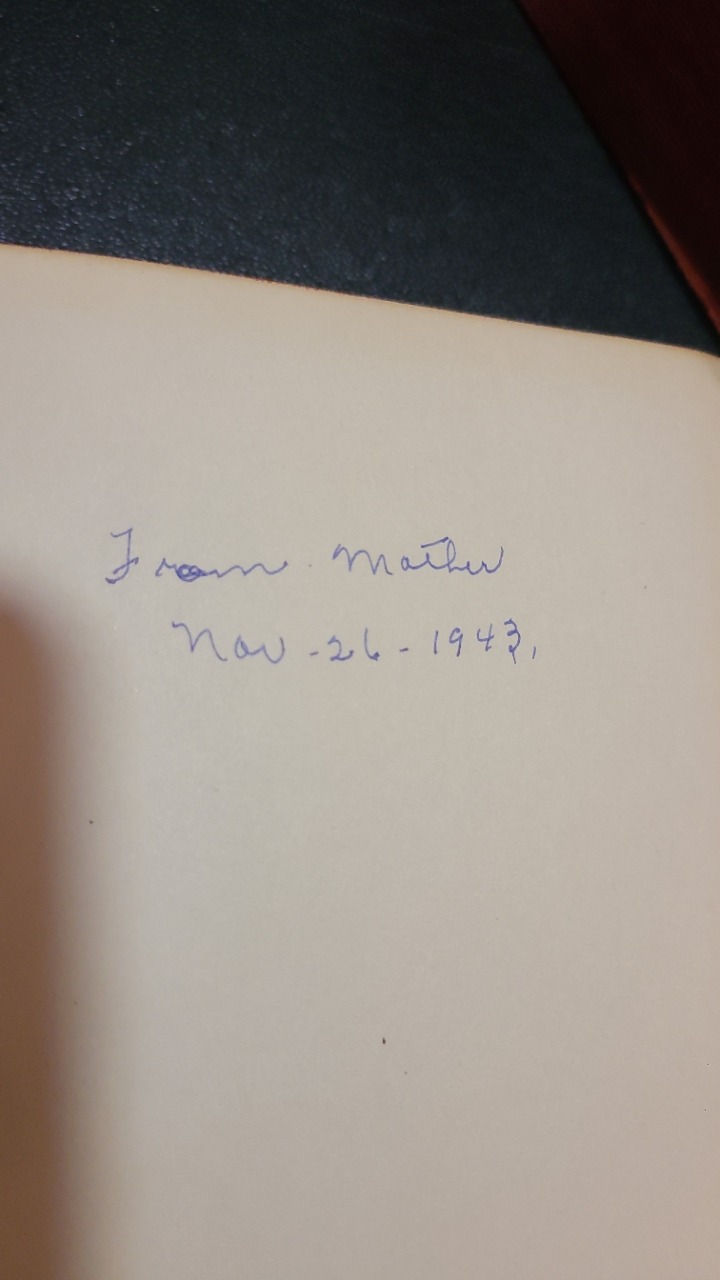 From Mother
Nov - 26 - 1943,